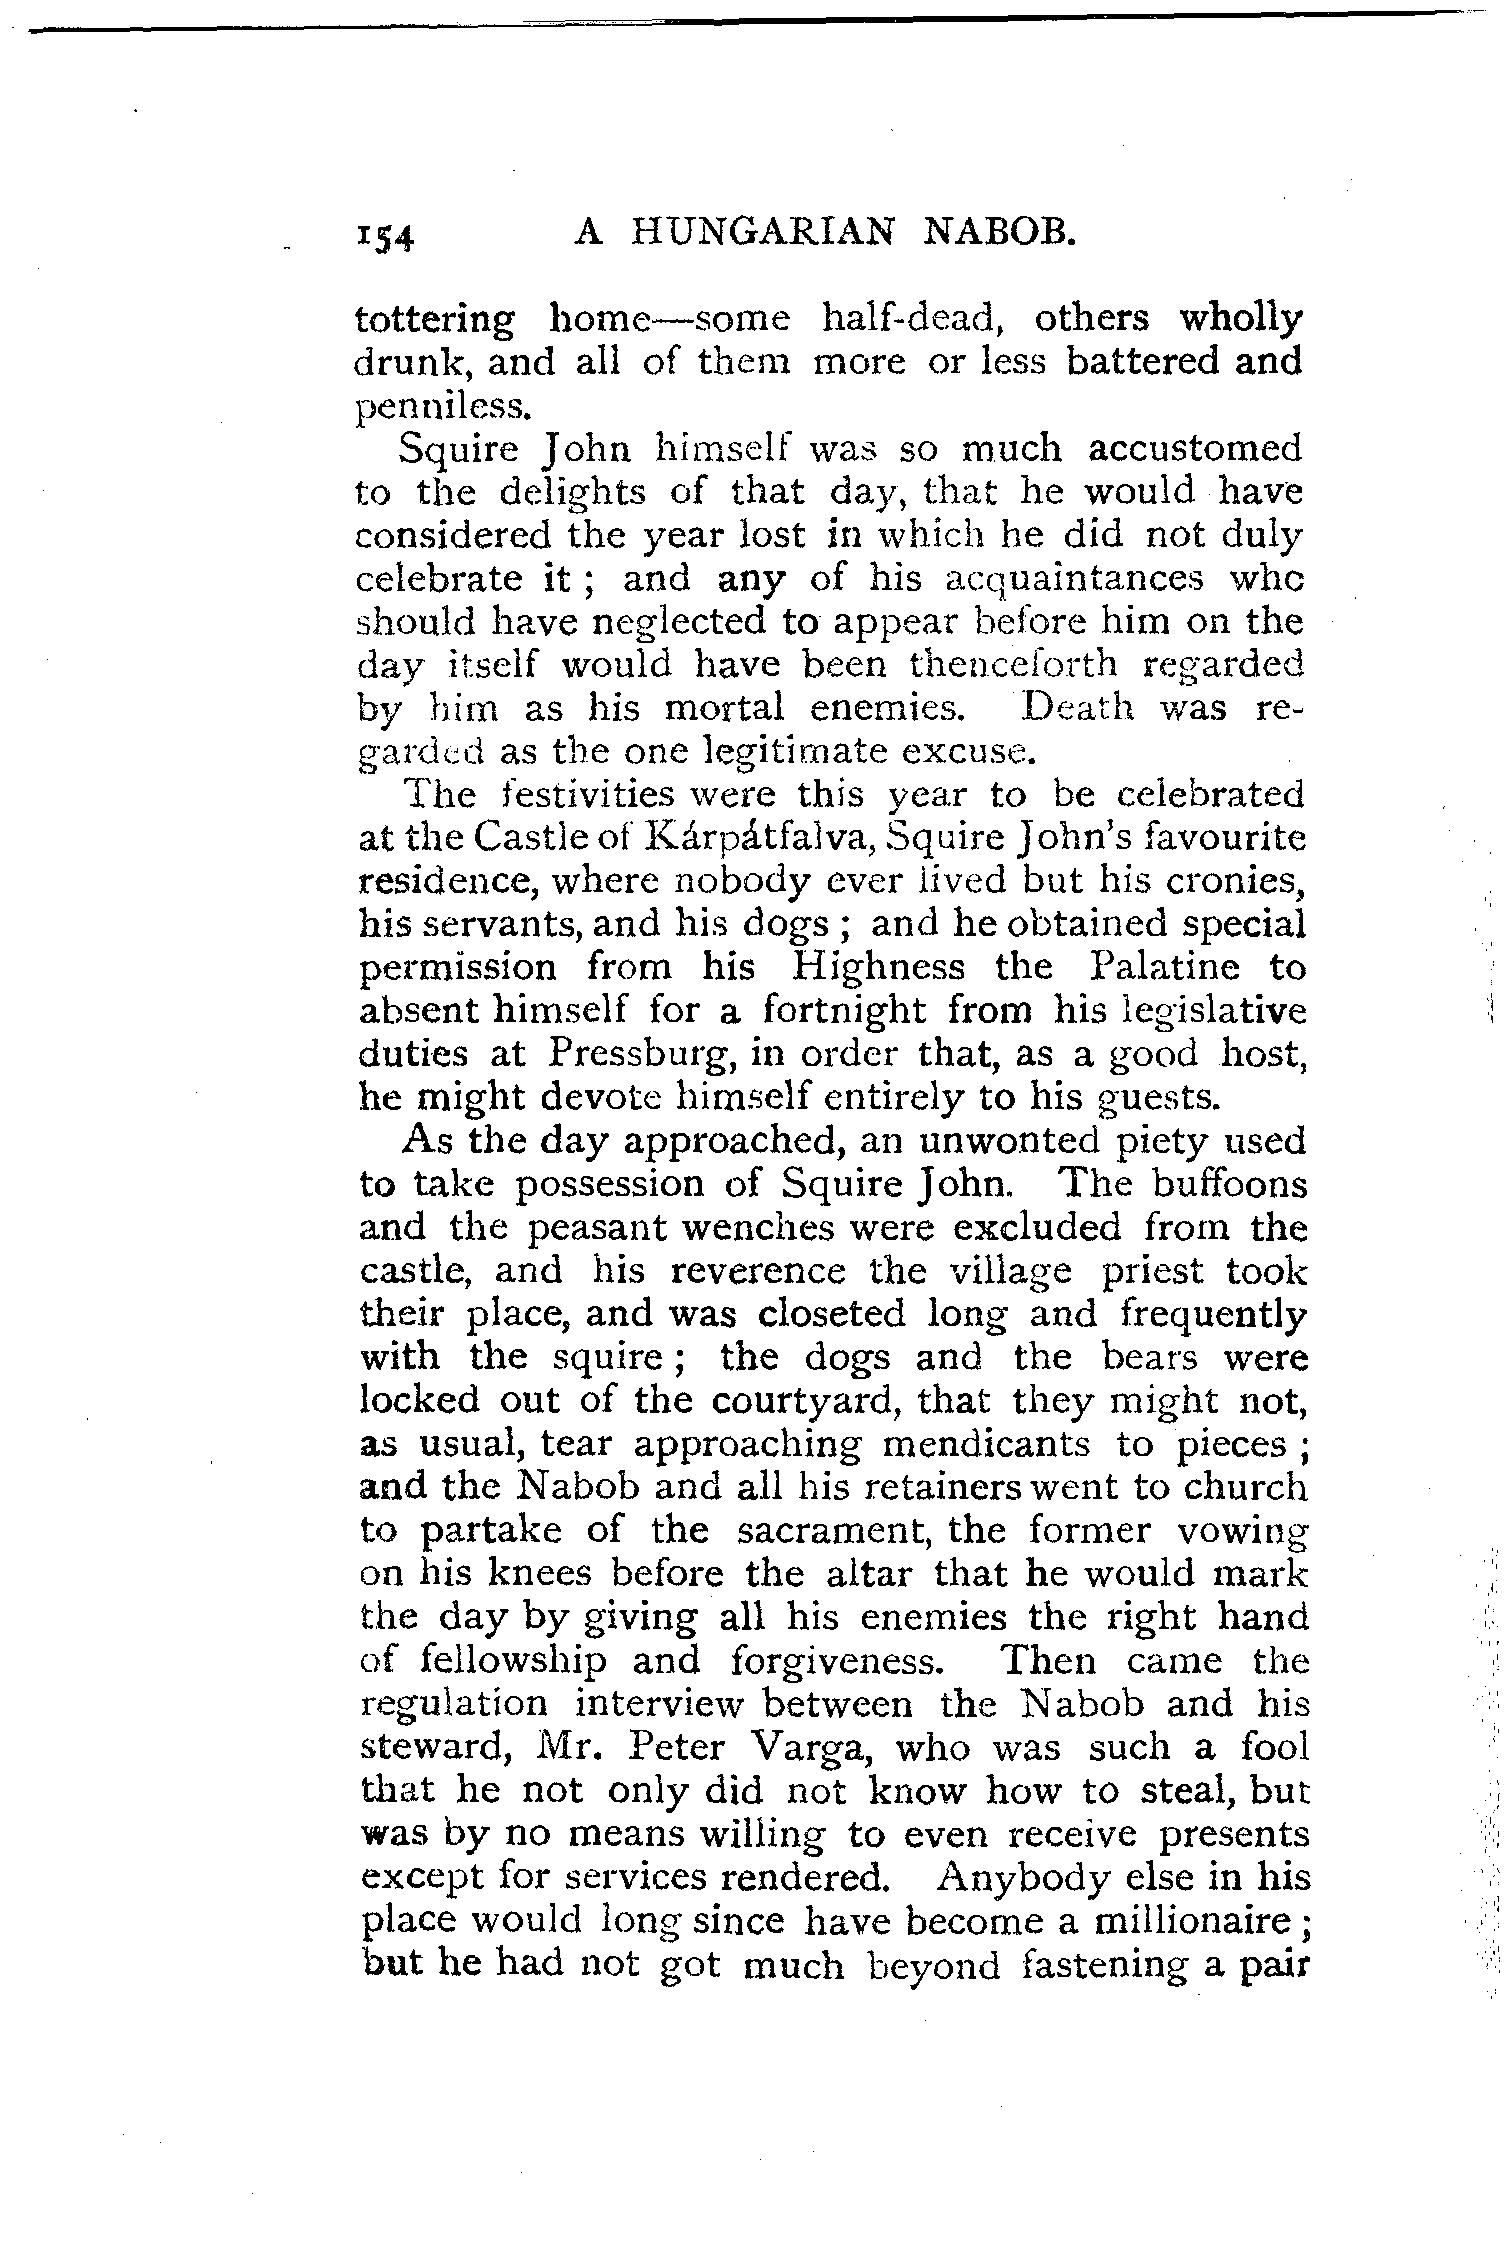 154 A HUNGARIAN NABOB.
tottering home—some half-dead, others wholly
drunk, and all of them more or less battered and
penniless.
Squire John himself was so much accustomed
to the delights of that day, that he would have
considered the year lost in which he did not duly
celebrate it ; and any of his acquaintances who
should have neglected to appear before him on the
day itself would have been thenceforth regarded
by him as his mortal enemies. Death was re-
garded as the one legitimate excuse.
The festivities were this year to be celebrated
at the Castle of Kárpátfalva, Squire John's favourite
residence, where nobody ever lived but his cronies,
his servants, and his dogs ; and he obtained special
permission from his Highness the Palatine to
absent himself for a fortnight from his legislative
duties at Pressburg, in order that, as a good host,
he might devote himself entirely to his guests.
As the day approached, an unwonted piety used
to take possession of Squire John. The buffoons
and the peasant wenches were excluded from the
castle, and his reverence the village priest took
their place, and was closeted long and frequently
with the squire ; the dogs and the bears were
locked out of the courtyard, that they might not,
as usual, tear approaching mendicants to pieces ;
and the Nabob and all his retainers went to church
to partake of the sacrament, the former vowing
on his knees before the altar that he would mark
the day by giving all his enemies the right hand
of fellowship and forgiveness. Then came the
regulation interview between the Nabob and his
steward, Mr. Peter Varga, who was such a fool
that he not only did not know how to steal, but
was by no means willing to even receive presents
except for services rendered. Anybody else in his
place would long since have become a millionaire ;
but he had not got much beyond fastening a pair